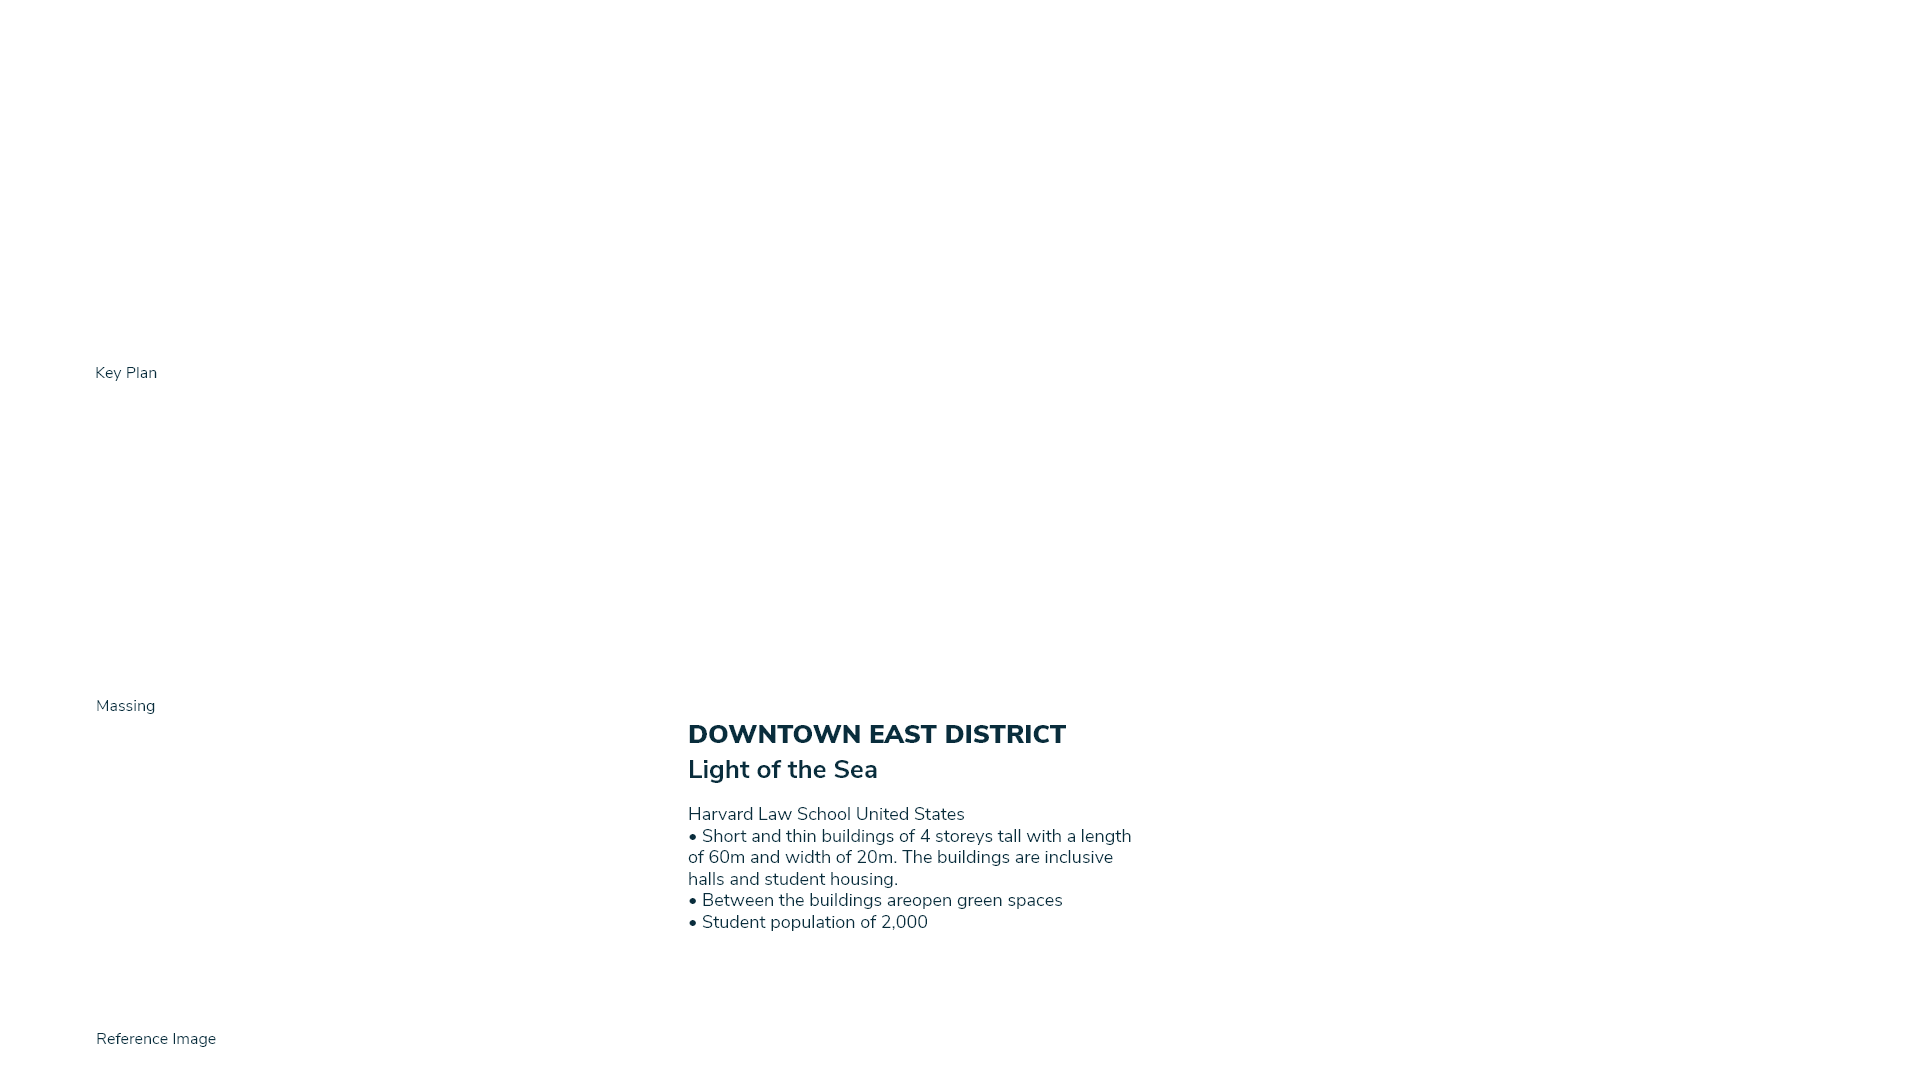 Key Plan
Massing
DOWNTOWN EAST DISTRICT
Light of the Sea
Harvard Law School United States
• Short and thin buildings of 4 storeys tall with a length
of 60m and width of 20m. The buildings are inclusive
halls and student housing.
• Between the buildings areopen green spaces
• Student population of 2,000
Reference Image